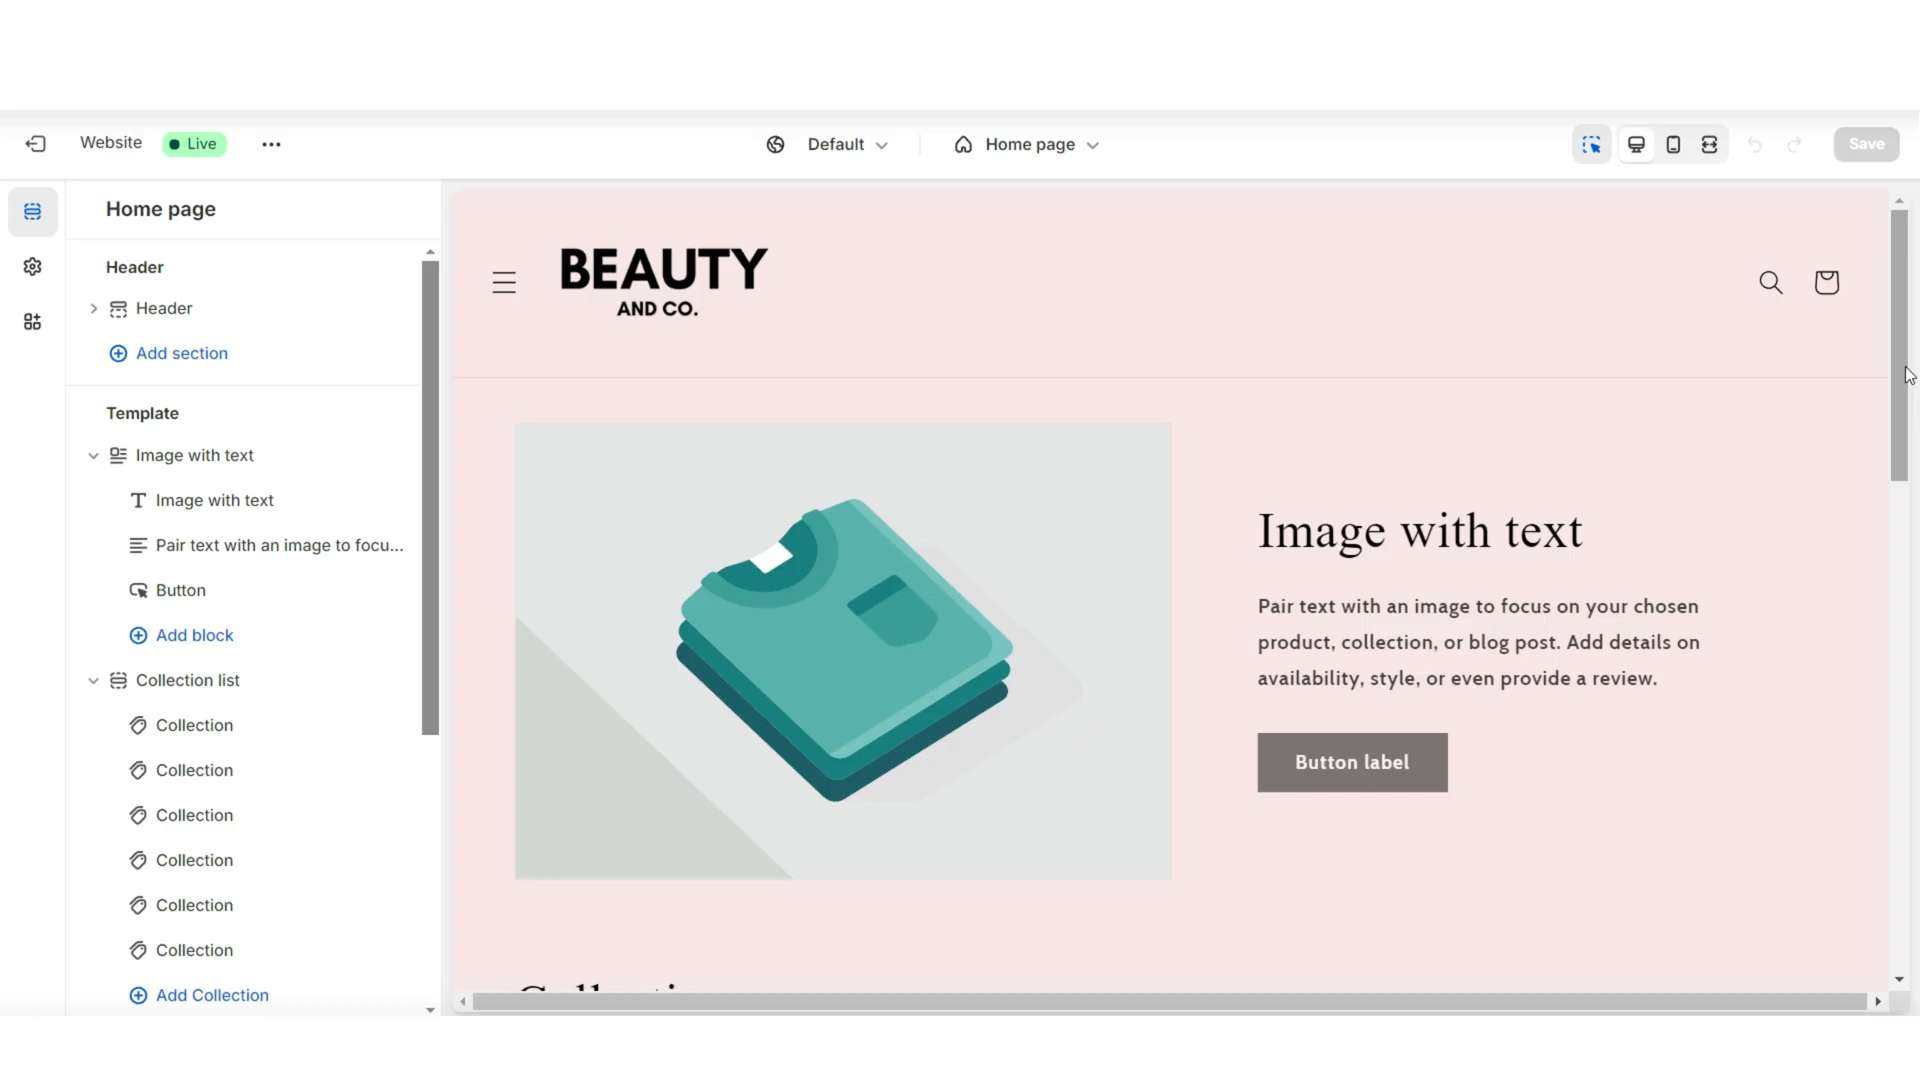 Website
Live
Default
Home page
Save
Home page
Header
Header
Add section
Template
Image with text
Image with text
Pair text with an image to focu...
Button
Add block
Collection list
Collection
Collection
Collection
Collection
Collection
Collection
Add Collection
BEAUTY
AND CO.
Image with text
Pair text with an image to focus on your chosen
product, collection, or blog post. Add details on
availability, style, or even provide a review.
Button label